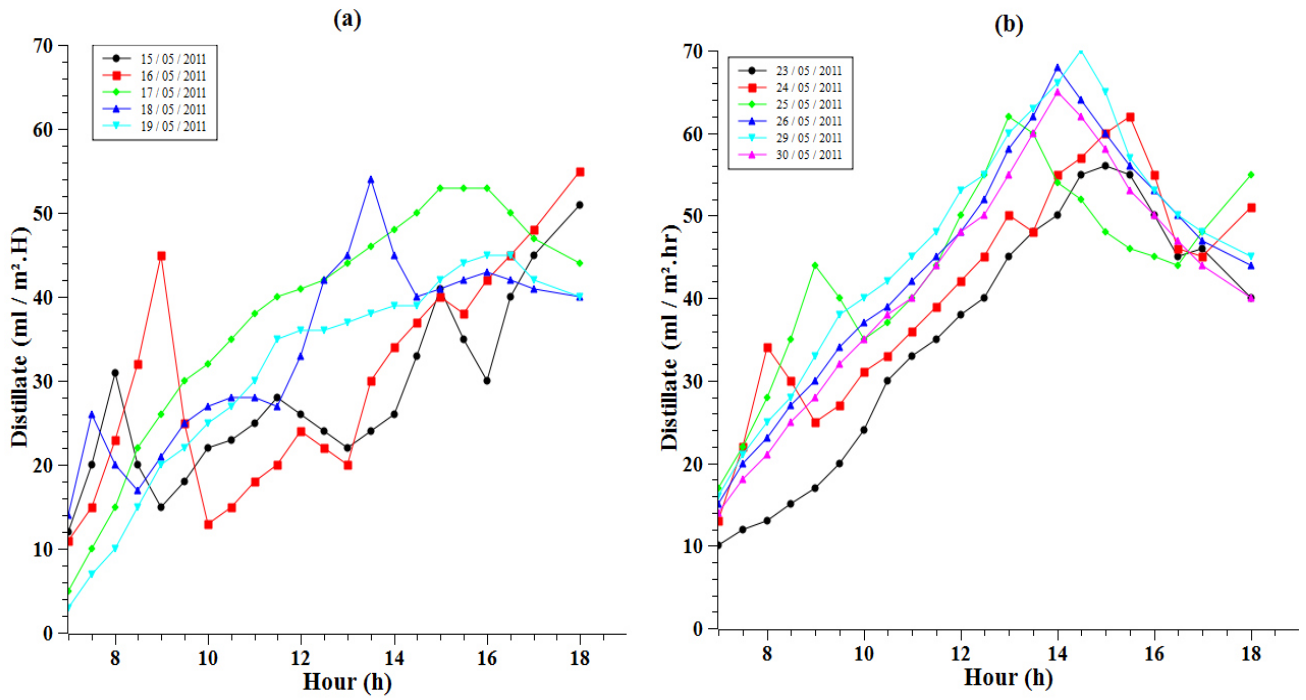 (a)
70
60
50
40
30
20
10
0
Distillate (ml / m².H)
15 / 05 / 2011
16 / 05 / 2011
17 / 05 / 2011
18 / 05 / 2011
19 / 05 / 2011
8 10 12 14 16 18
Hour (h)
(b)
70
60
50
40
30
20
10
0
Distillate (ml / m².hr)
23 / 05 / 2011
24 / 05 / 2011
25 / 05 / 2011
26 / 05 / 2011
29 / 05 / 2011
30 / 05 / 2011
8 10 12 14 16 18
Hour (h)